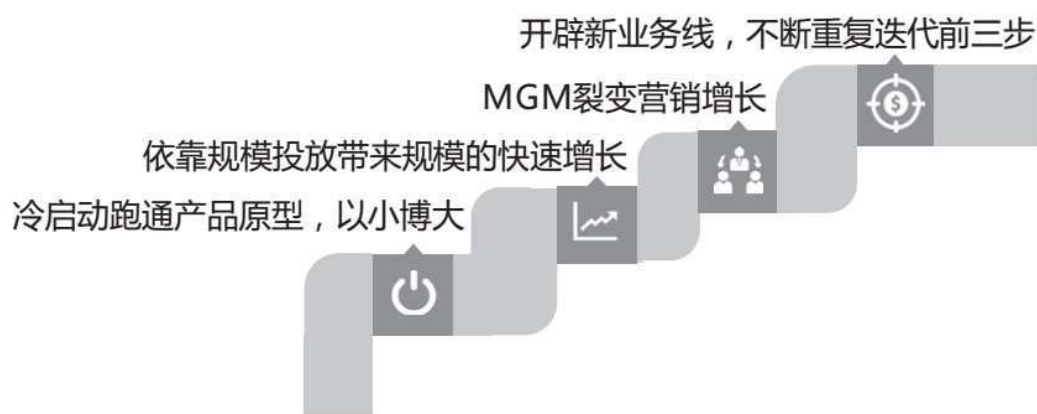 开辟新业务线，不断重复迭代前三步
MGM裂变营销增长
依靠规模投放带来规模的快速增长
冷启动跑通产品原型，以小博大
$